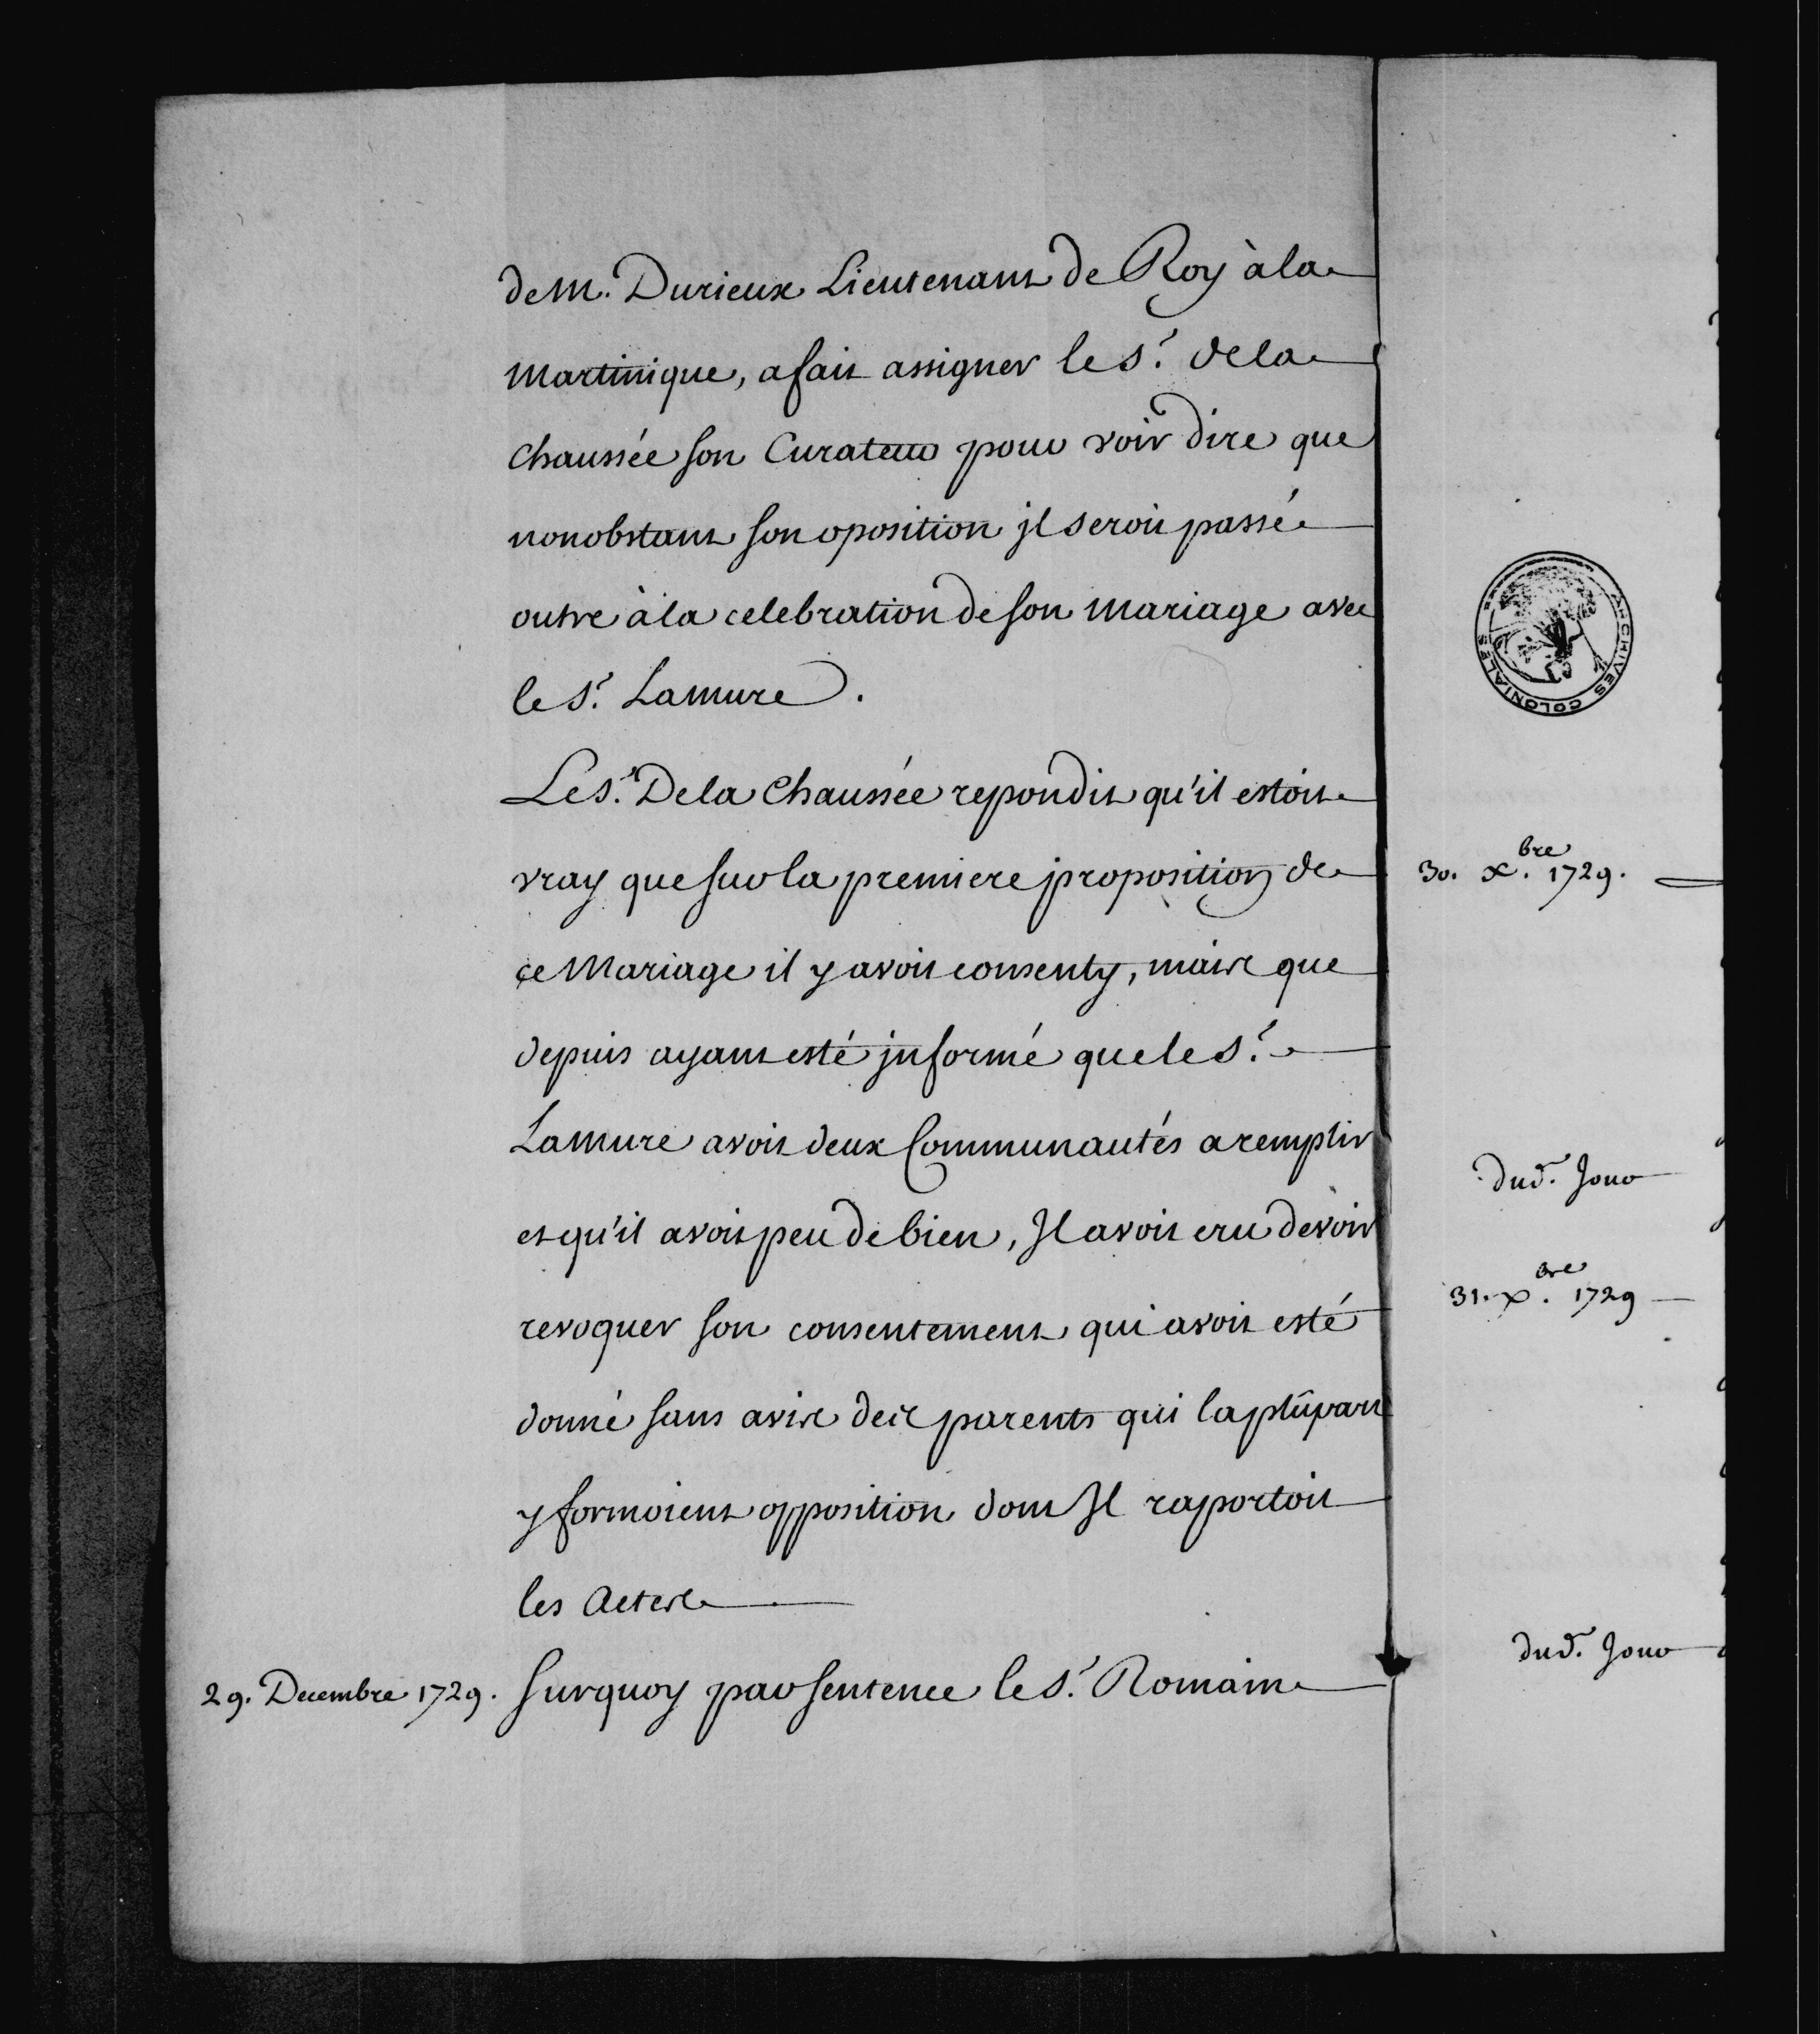 de M. Durieux Lieutenant de Roy à la
Martinique, a fait assigner le S.r de la
Chaussée son Curateur pour voir dire que
nonobstant son oposition jl seroit passé
outre à la celebration de son Mariage avec
le S.r Lamure.
Le S.r De la Chaussée repondit qu'il estoit
vray que sur la premiere proposition de
ce Mariage il y avoit consenty, mais que
depuis ayant esté jnformé que le S.r
Lamure avoit deux Communautés a remplir
et qu'il avoit peu de bien, Jl avoit cru devoir
revoquer son consentement qui avoit esté
donné sans avis des parents qui la plûpart
y formoient opposition dont Jl raportoit
les Actes
29. Decembre 1729. Surquoy par sentence le S.r Romain
ARCHIVES COLONIALES
30. x.bre 1729.
dud. Jour
31. x.bre 1729
dud. Jour